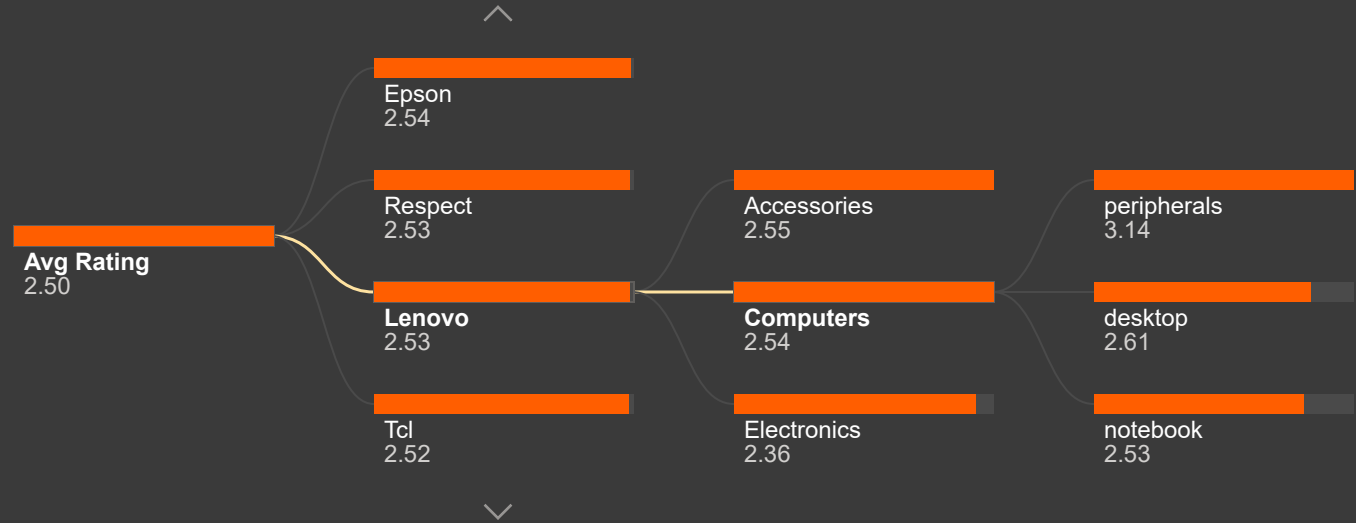 Avg Rating
2.50
Epson
2.54
Respect
2.53
Lenovo
2.53
Tcl
2.52
Accessories
2.55
Computers
2.54
Electronics
2.36
peripherals
3.14
desktop
2.61
notebook
2.53